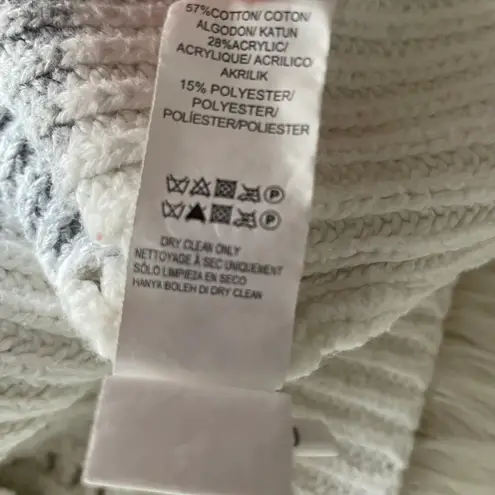 57%COTTON/ COTON/
ALGODON/ KATUN
28%ACRYLIC/
ACRYLIQUE/ ACRILICO
AKRILIK
15% POLYESTER/
POLYESTER/
POLÍESTER/POLIESTER
P
P
DRY CLEAN ONLY
NETTOYAGE À SEC UNIQUEMENT
SÓLO LIMPIEZA EN SECO
HANYA BOLEH DI DRY CLEAN